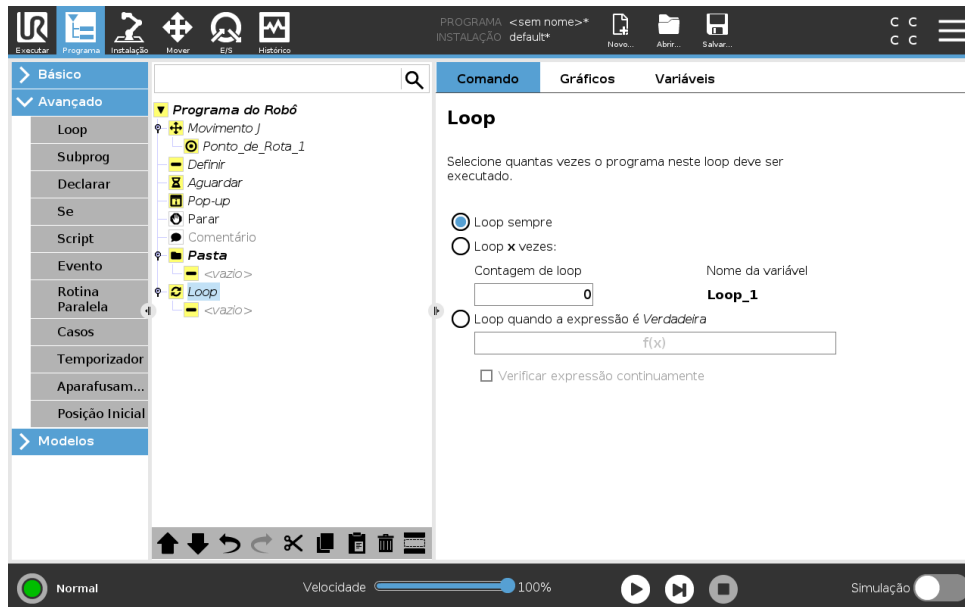 PROGRAMA <sem nome>*
INSTALAÇÃO default*
Executar Programa Instalação Mover E/S Histórico Novo... Abrir... Salvar...
C C
C C
Básico
Avançado
Loop
Subprog
Declarar
Se
Script
Evento
Rotina
Paralela
Casos
Temporizador
Aparafusam...
Posição Inicial
Modelos
Programa do Robô
Movimento J
Ponto_de_Rota_1
Definir
Aguardar
Pop-up
Parar
Comentário
Pasta
<vazio>
Loop
<vazio>
Comando Gráficos Variáveis
Loop
Selecione quantas vezes o programa neste loop deve ser
executado.
Loop sempre
Loop x vezes:
Contagem de loop Nome da variável
0 Loop_1
Loop quando a expressão é Verdadeira
f(x)
Verificar expressão continuamente
Normal Velocidade 100% Simulação